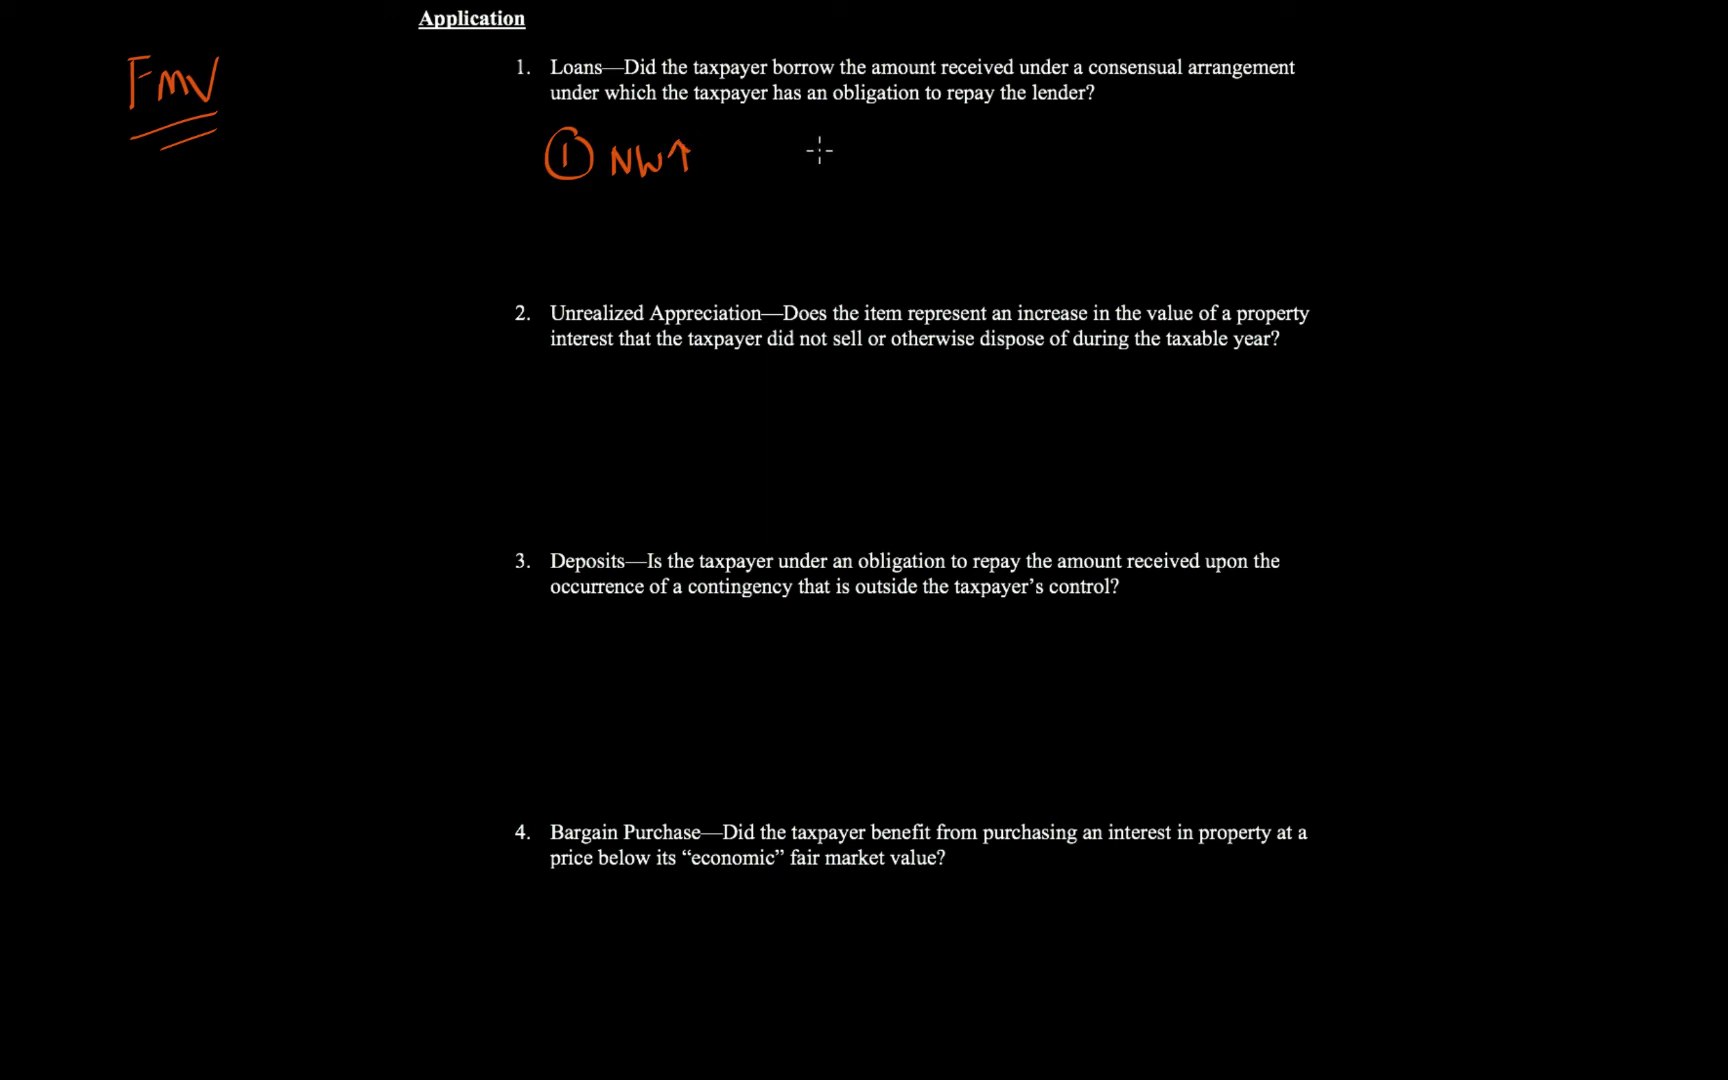 Application
FMV
1. Loans—Did the taxpayer borrow the amount received under a consensual arrangement
under which the taxpayer has an obligation to repay the lender?
① NW↑
2. Unrealized Appreciation—Does the item represent an increase in the value of a property
interest that the taxpayer did not sell or otherwise dispose of during the taxable year?
3. Deposits—Is the taxpayer under an obligation to repay the amount received upon the
occurrence of a contingency that is outside the taxpayer’s control?
4. Bargain Purchase—Did the taxpayer benefit from purchasing an interest in property at a
price below its “economic” fair market value?